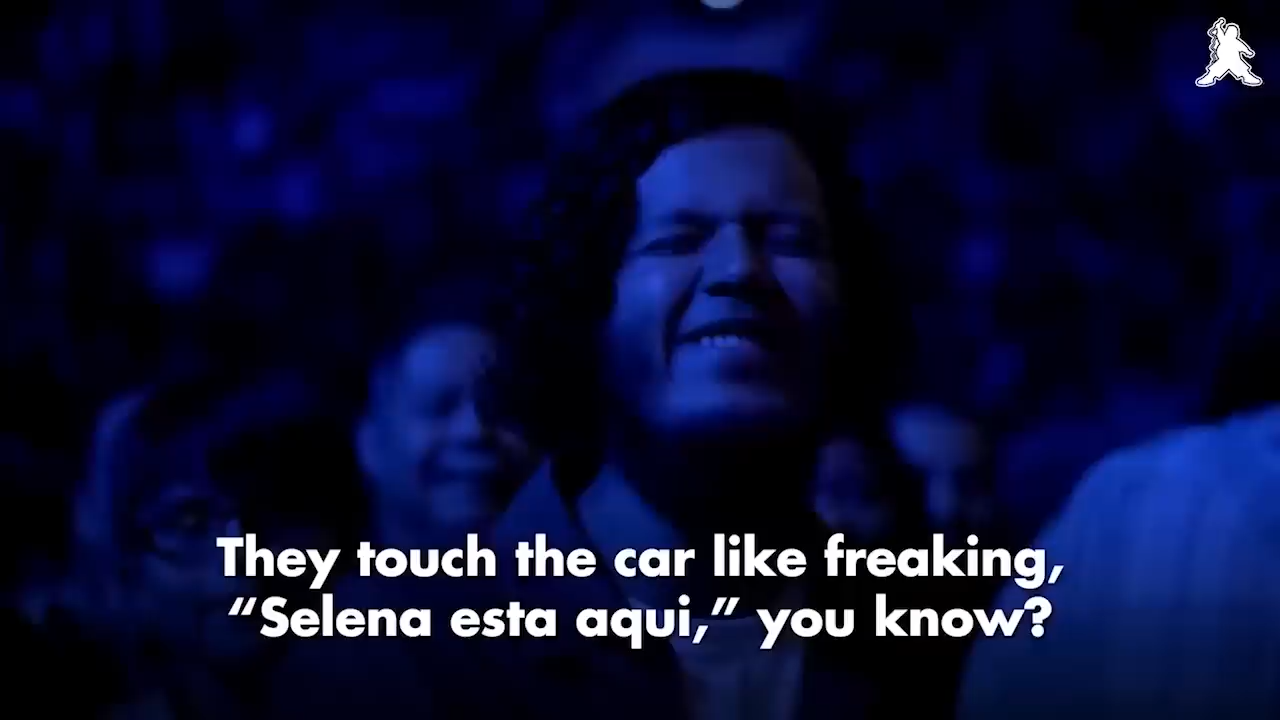 They touch the car like freaking,
“Selena esta aqui,” you know?